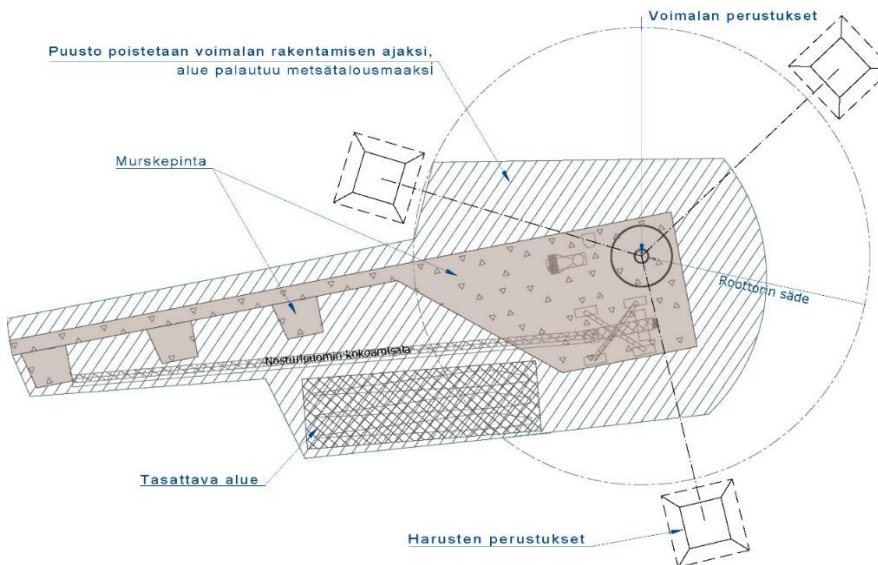 Voimalan perustukset
Puusto poistetaan voimalan rakentamisen ajaksi,
alue palautuu metsätalousmaaksi
Murskepinta
Roottorin säde
Nosturipuomin kokoamisala
Tasattava alue
Harusten perustukset